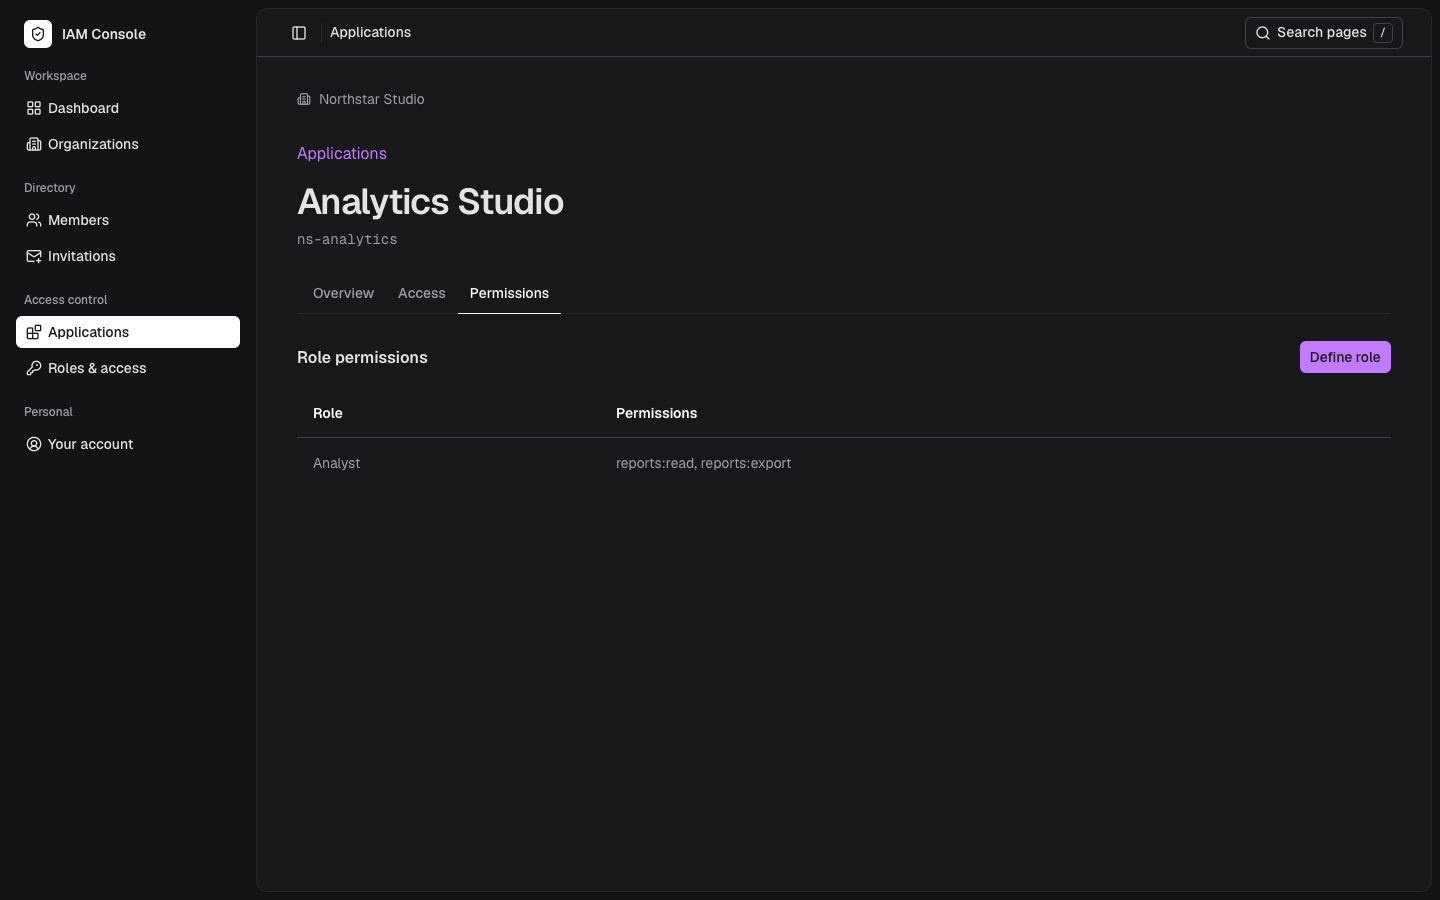 IAM Console
Workspace
Dashboard
Organizations
Directory
Members
Invitations
Access control
Applications
Roles & access
Personal
Your account
Applications
Search pages /
Northstar Studio
Applications
Analytics Studio
ns-analytics
Overview Access Permissions
Role permissions
Define role
Role Permissions
Analyst reports:read, reports:export